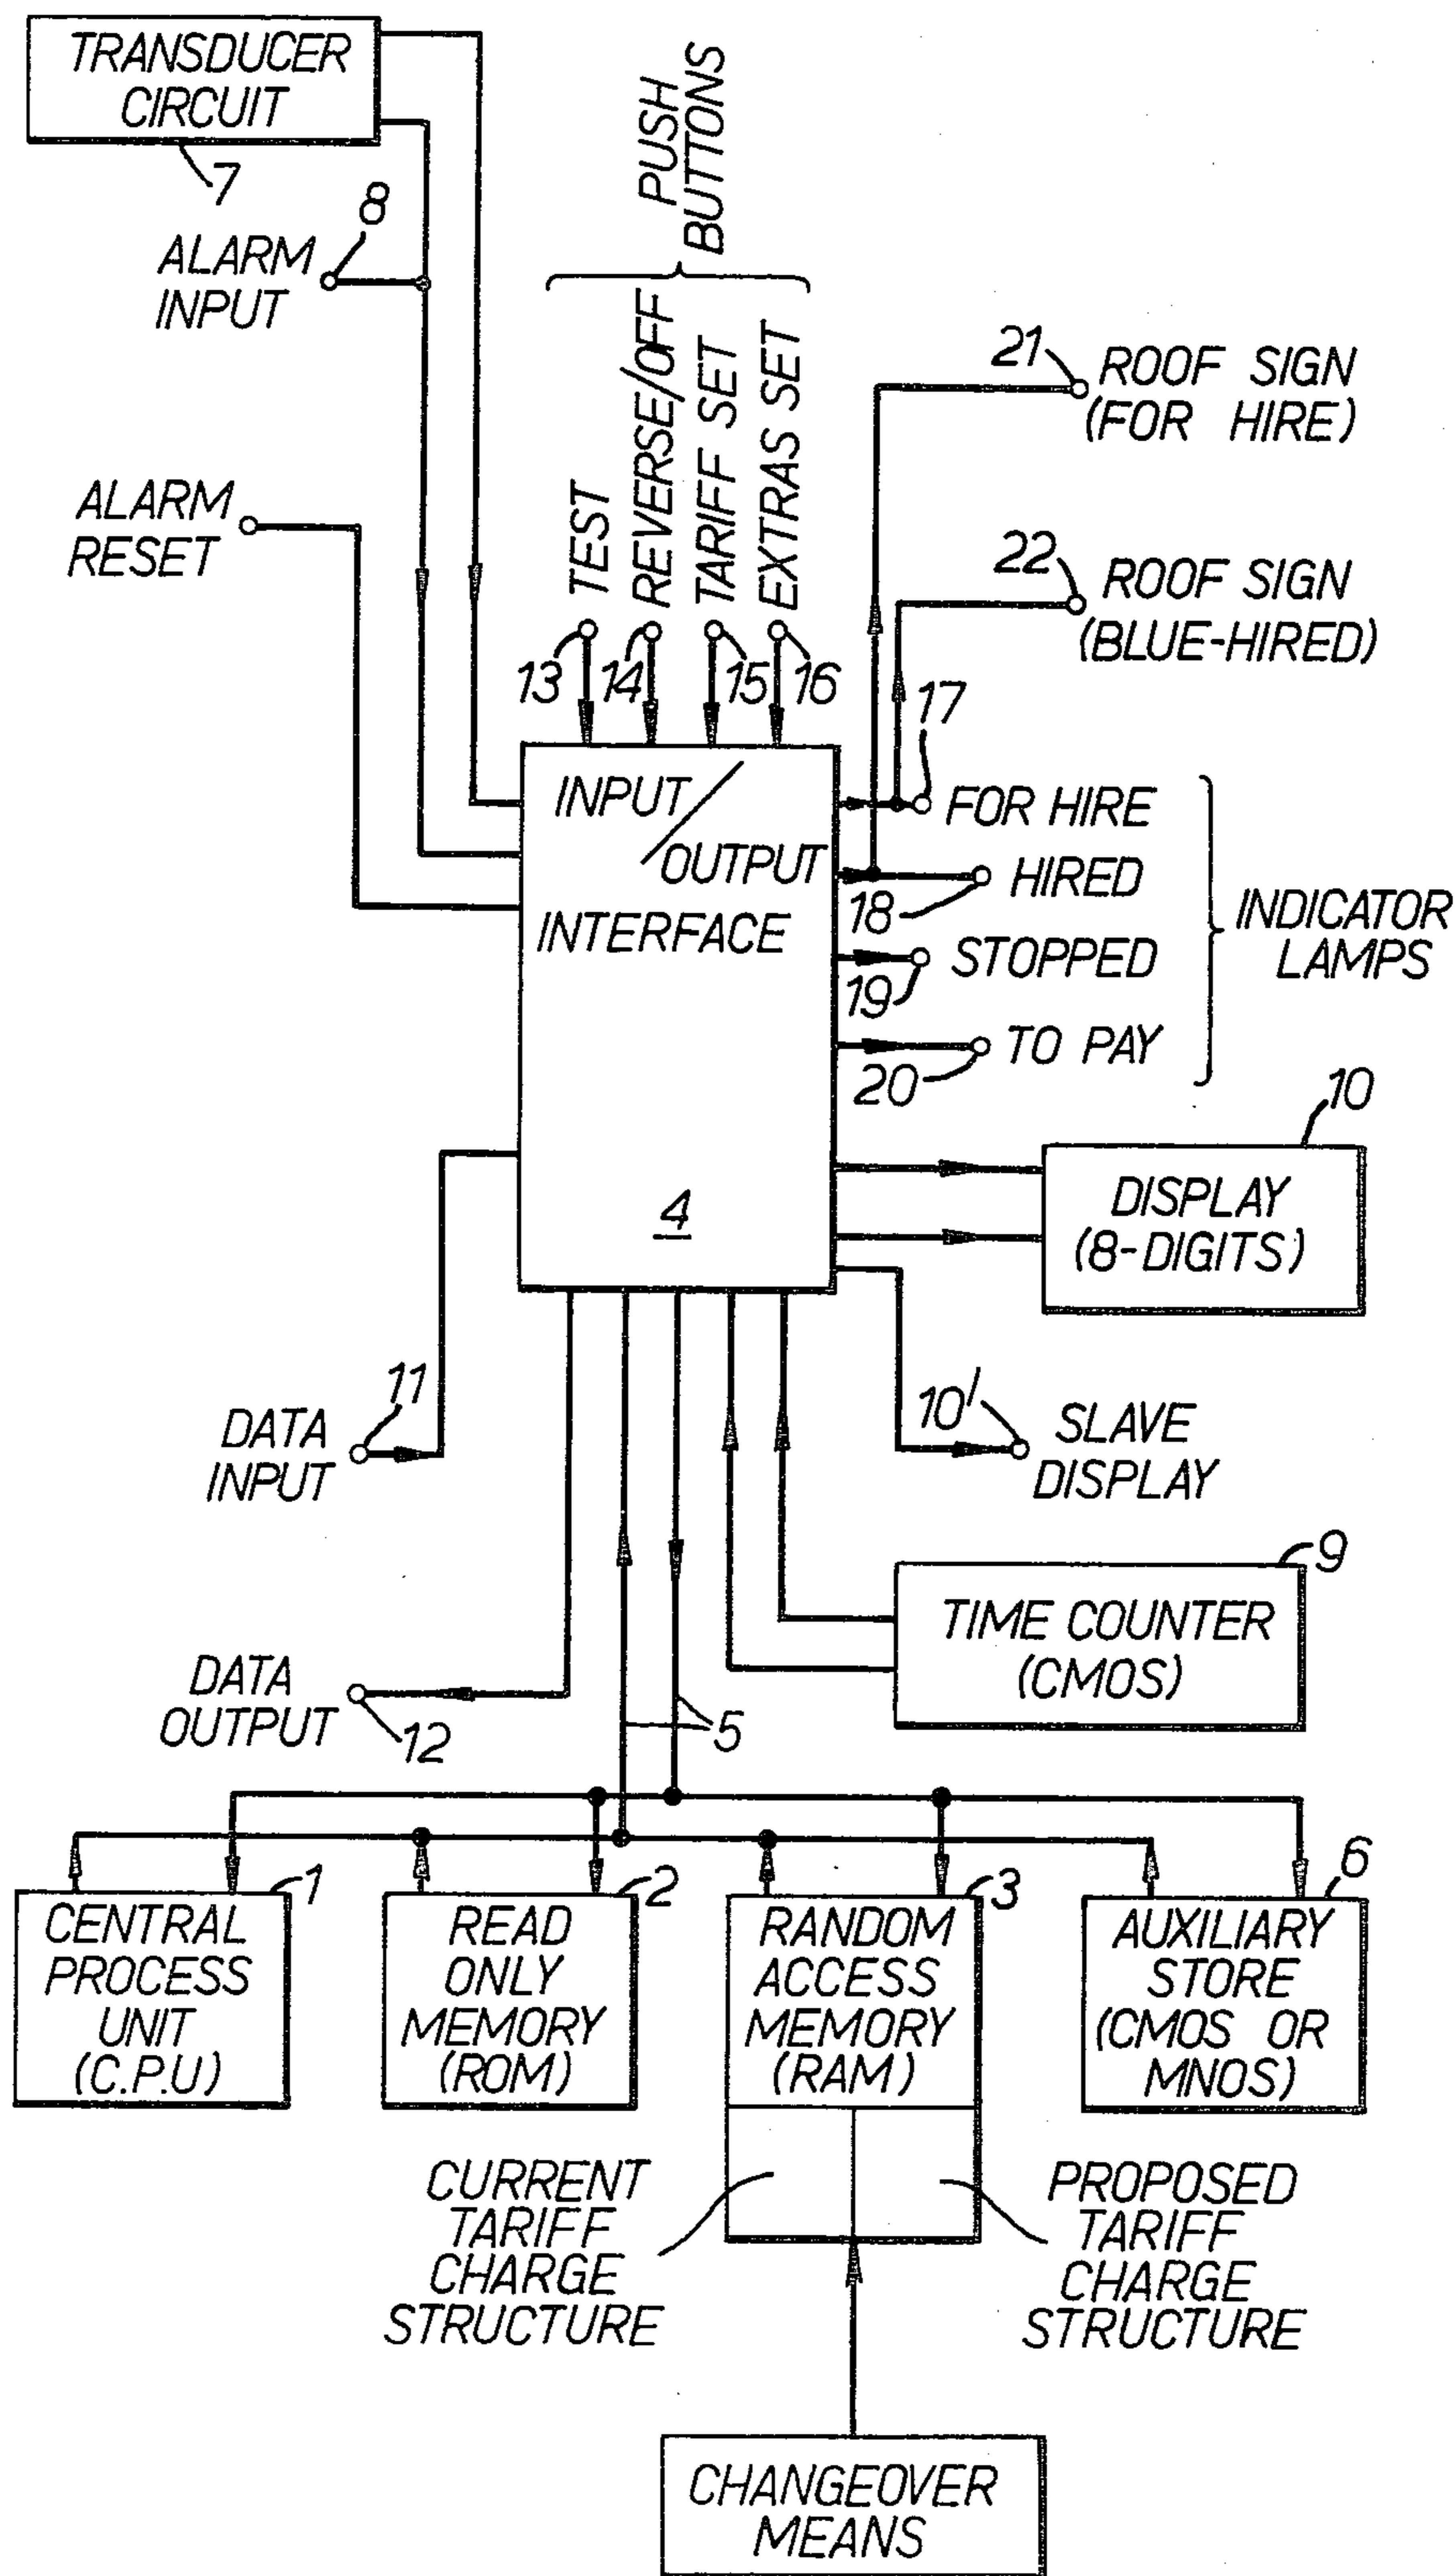 TRANSDUCER
CIRCUIT
7
8
ALARM
INPUT
ALARM
RESET
PUSH
BUTTONS
TEST
REVERSE/OFF
TARIFF SET
EXTRAS SET
13
14
15
16
21
ROOF SIGN
(FOR HIRE)
22
ROOF SIGN
(BLUE-HIRED)
17
INPUT/
OUTPUT
INTERFACE
4
FOR HIRE
HIRED
18
STOPPED
19
TO PAY
20
INDICATOR
LAMPS
10
DISPLAY
(8-DIGITS)
11
DATA
INPUT
10'
SLAVE
DISPLAY
9
TIME COUNTER
(CMOS)
DATA
OUTPUT
12
5
1
CENTRAL
PROCESS
UNIT
(C.P.U)
2
READ
ONLY
MEMORY
(ROM)
3
RANDOM
ACCESS
MEMORY
(RAM)
6
AUXILIARY
STORE
(CMOS OR
MNOS)
CURRENT
TARIFF
CHARGE
STRUCTURE
PROPOSED
TARIFF
CHARGE
STRUCTURE
CHANGEOVER
MEANS